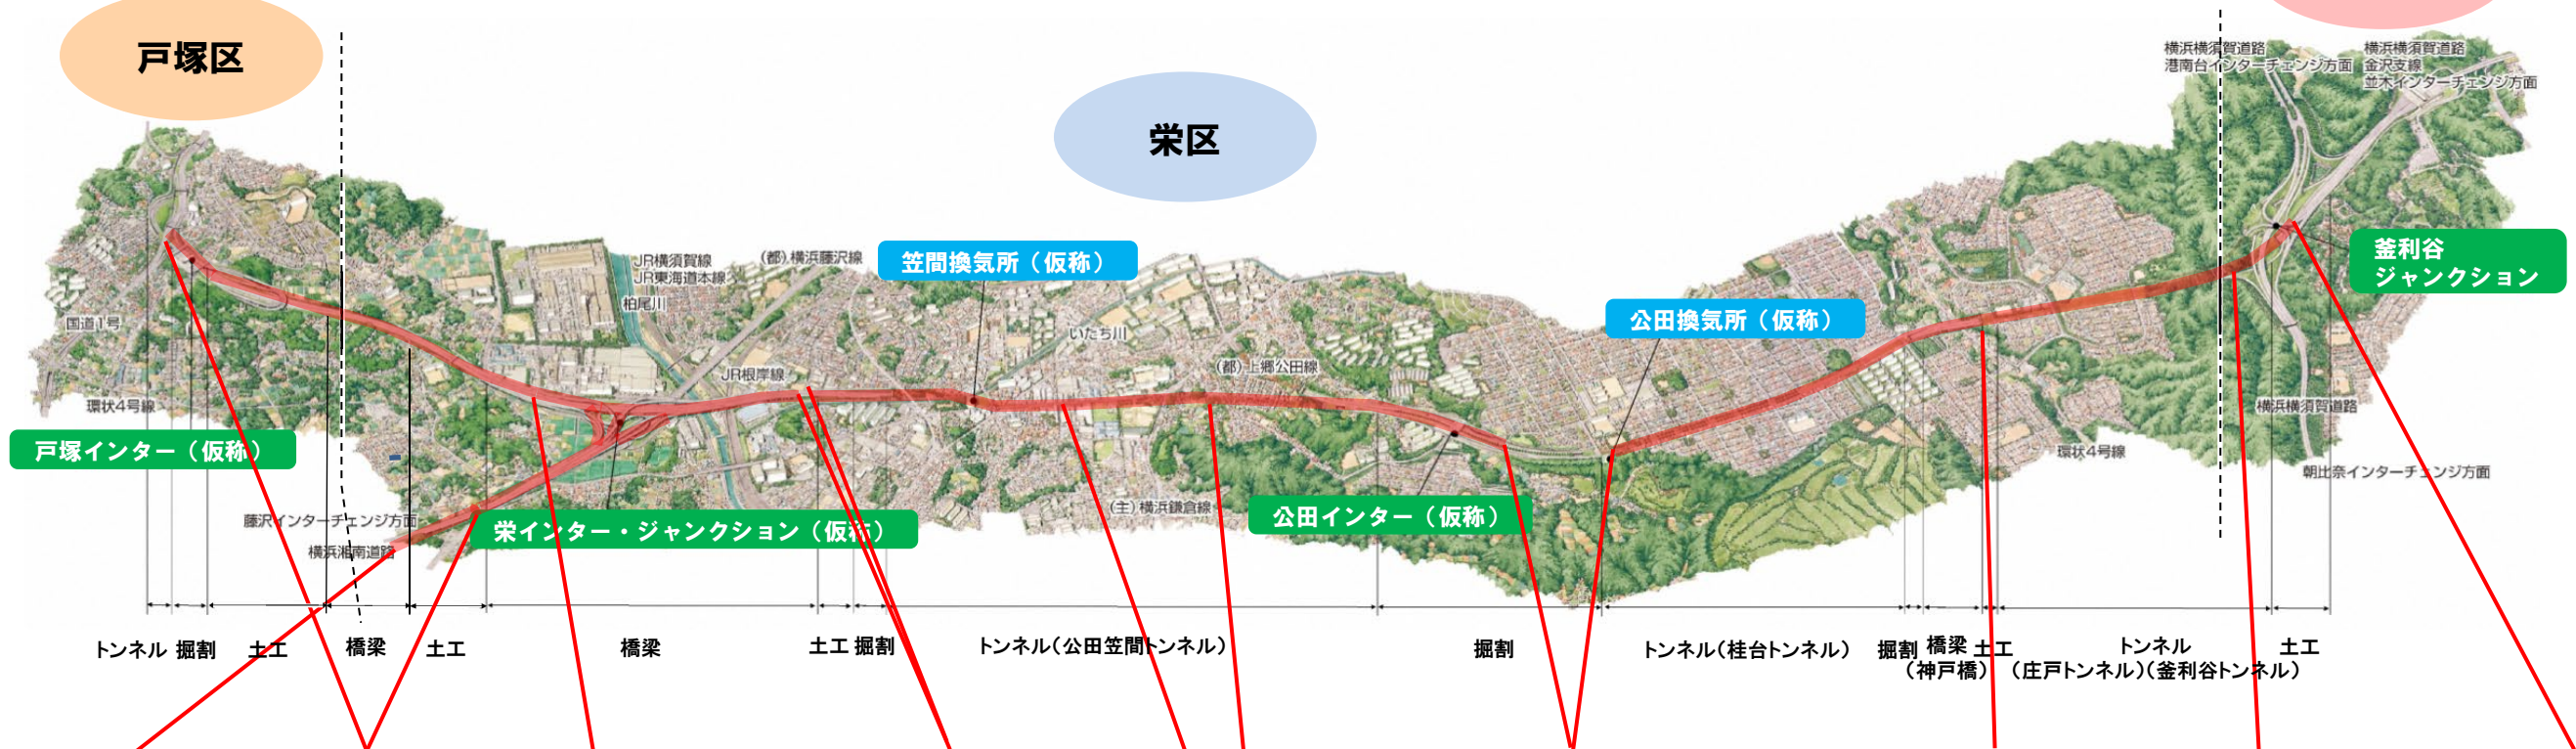 戸塚区
栄区
横浜横須賀道路
港南台インターチェンジ方面
横浜横須賀道路
金沢支線
並木インターチェンジ方面
釜利谷
ジャンクション
JR横須賀線
JR東海道本線
(都)横浜藤沢線
柏尾川
笠間換気所（仮称）
公田換気所（仮称）
国道1号
いたち川
JR根岸線
(都)上郷公田線
環状4号線
横浜横須賀道路
戸塚インター（仮称）
環状4号線
朝比奈インターチェンジ方面
(主)横浜鎌倉線
公田インター（仮称）
藤沢インターチェンジ方面
栄インター・ジャンクション（仮称）
横浜湘南道路
トンネル 掘割 土工 橋梁 土工 橋梁 土工 掘割 トンネル(公田笠間トンネル) 掘割 トンネル(桂台トンネル) 掘割 橋梁 土工 トンネル 土工
(神戸橋) (庄戸トンネル)(釜利谷トンネル)